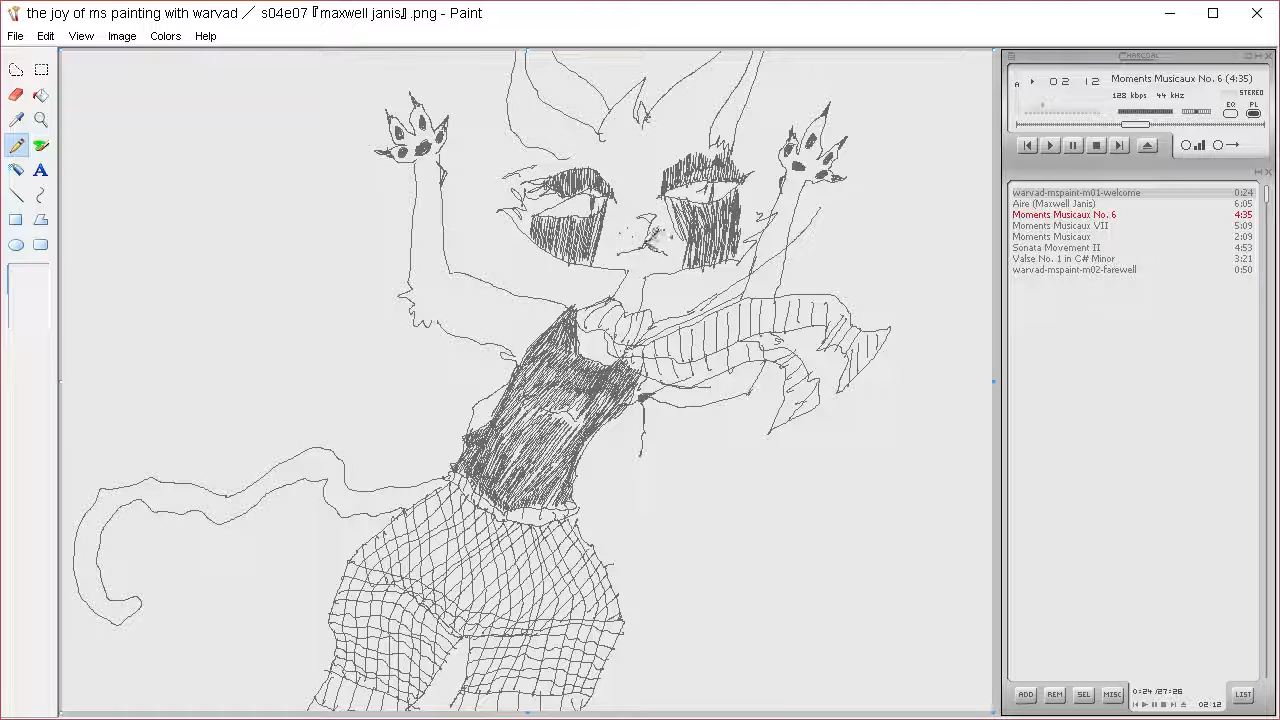 the joy of ms painting with warvad ／ s04e07『maxwell janis』.png - Paint
File Edit View Image Colors Help
CHARCOAL
A 02 12 Moments Musicaux No. 6 (4:35)
128 kbps 44 kHz STEREO
EQ PL
warvad-mspaint-m01-welcome 0:24
Aire (Maxwell Janis) 6:05
Moments Musicaux No. 6 4:35
Moments Musicaux VII 5:09
Moments Musicaux 2:09
Sonata Movement II 4:53
Valse No. 1 in C# Minor 3:21
warvad-mspaint-m02-farewell 0:50
ADD REM SEL MISC 0:24/27:26 LIST
02:12